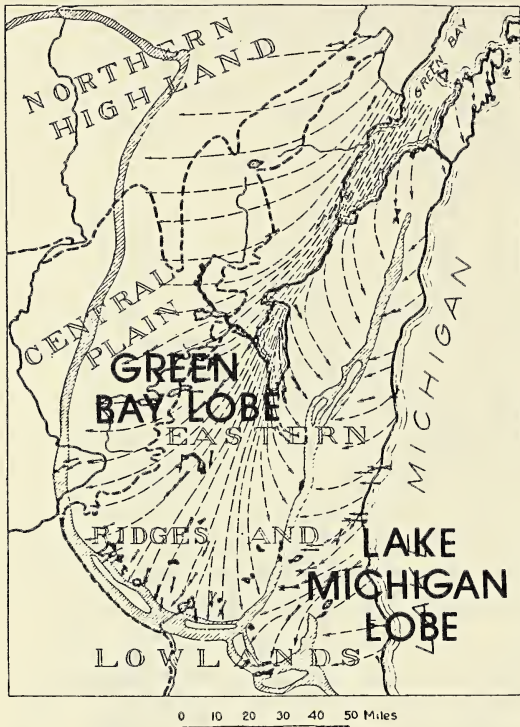 NORTHERN
HIGHLAND
GREEN BAY
CENTRAL
PLAIN
GREEN
BAY LOBE
EASTERN
MICHIGAN
RIDGES AND
LAKE
MICHIGAN
LOBE
LOWLANDS
0 10 20 30 40 50 Miles